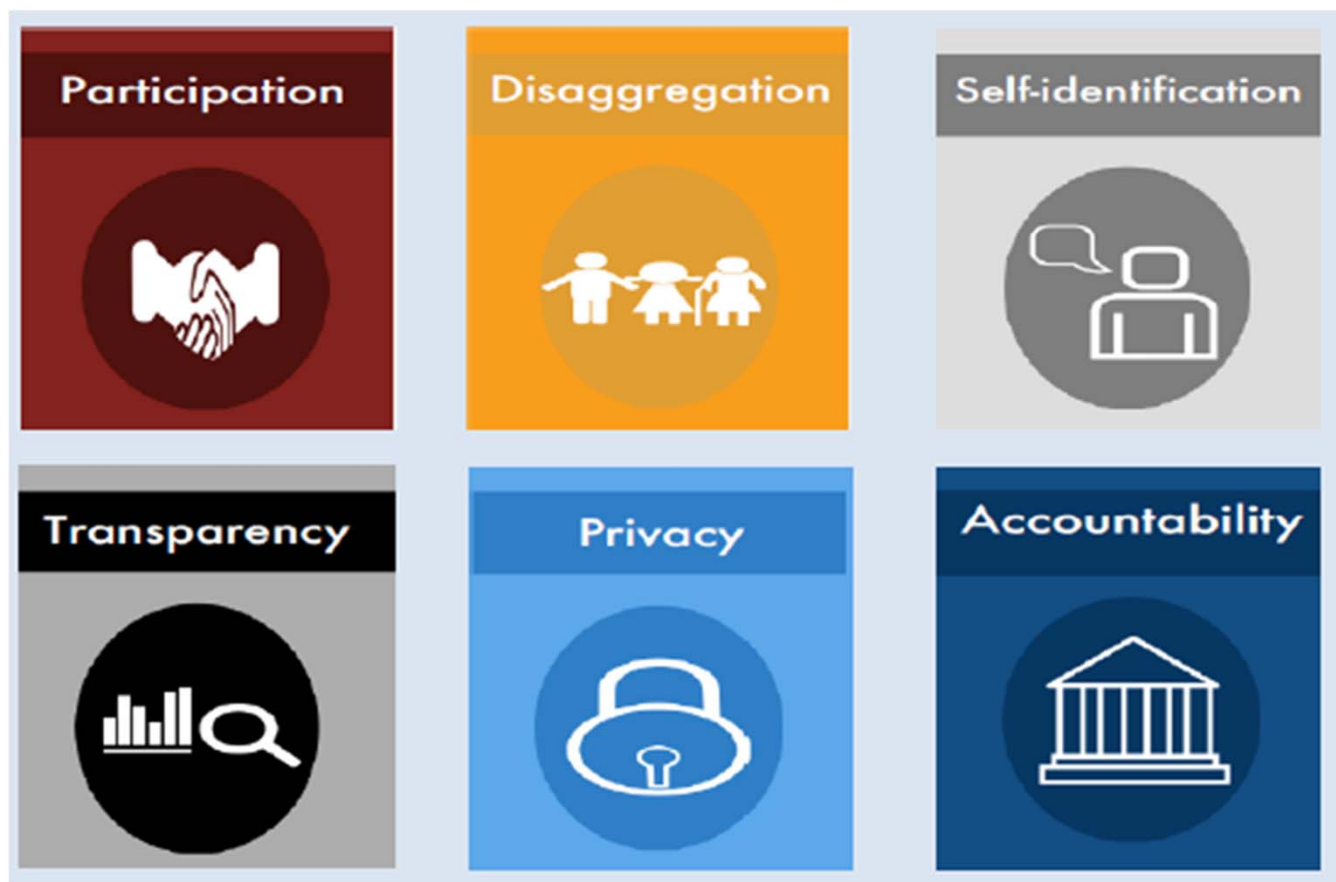 Participation
Disaggregation
Self-identification
Transparency
Privacy
Accountability